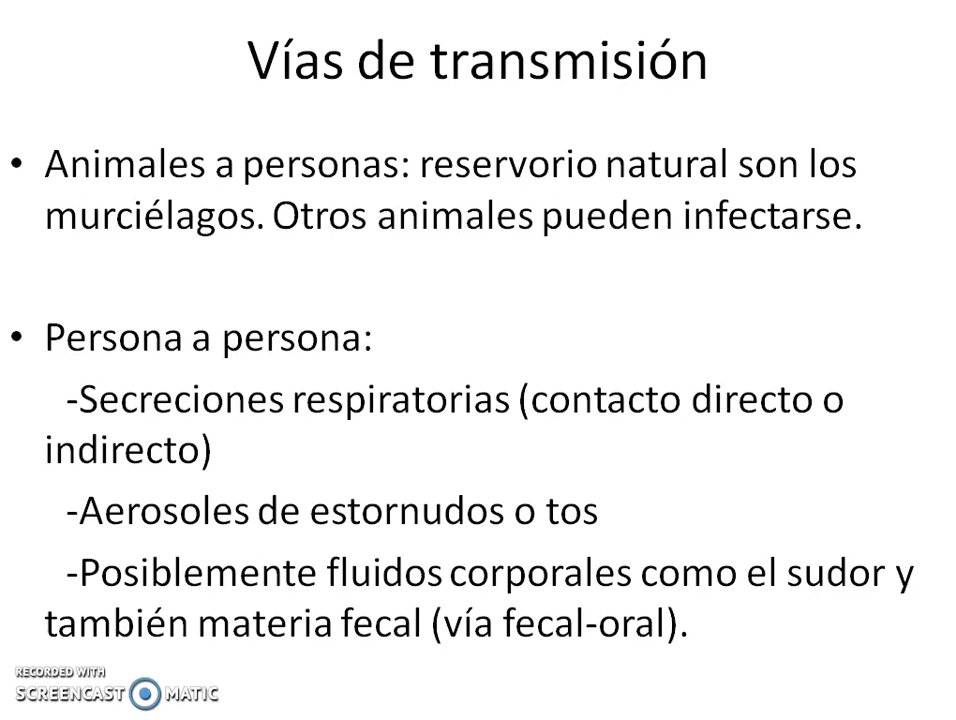 Vías de transmisión
• Animales a personas: reservorio natural son los
murciélagos. Otros animales pueden infectarse.
• Persona a persona:
-Secreciones respiratorias (contacto directo o
indirecto)
-Aerosoles de estornudos o tos
-Posiblemente fluidos corporales como el sudor y
también materia fecal (vía fecal-oral).
RECORDED WITH
SCREENCAST MATIC